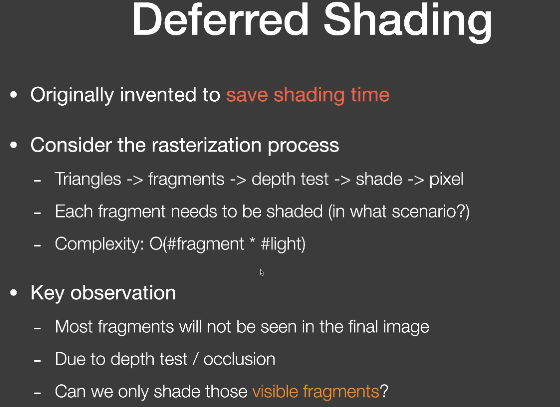 Deferred Shading
• Originally invented to save shading time
• Consider the rasterization process
- Triangles -> fragments -> depth test -> shade -> pixel
- Each fragment needs to be shaded (in what scenario?)
- Complexity: O(#fragment * #light)
• Key observation
- Most fragments will not be seen in the final image
- Due to depth test / occlusion
- Can we only shade those visible fragments?